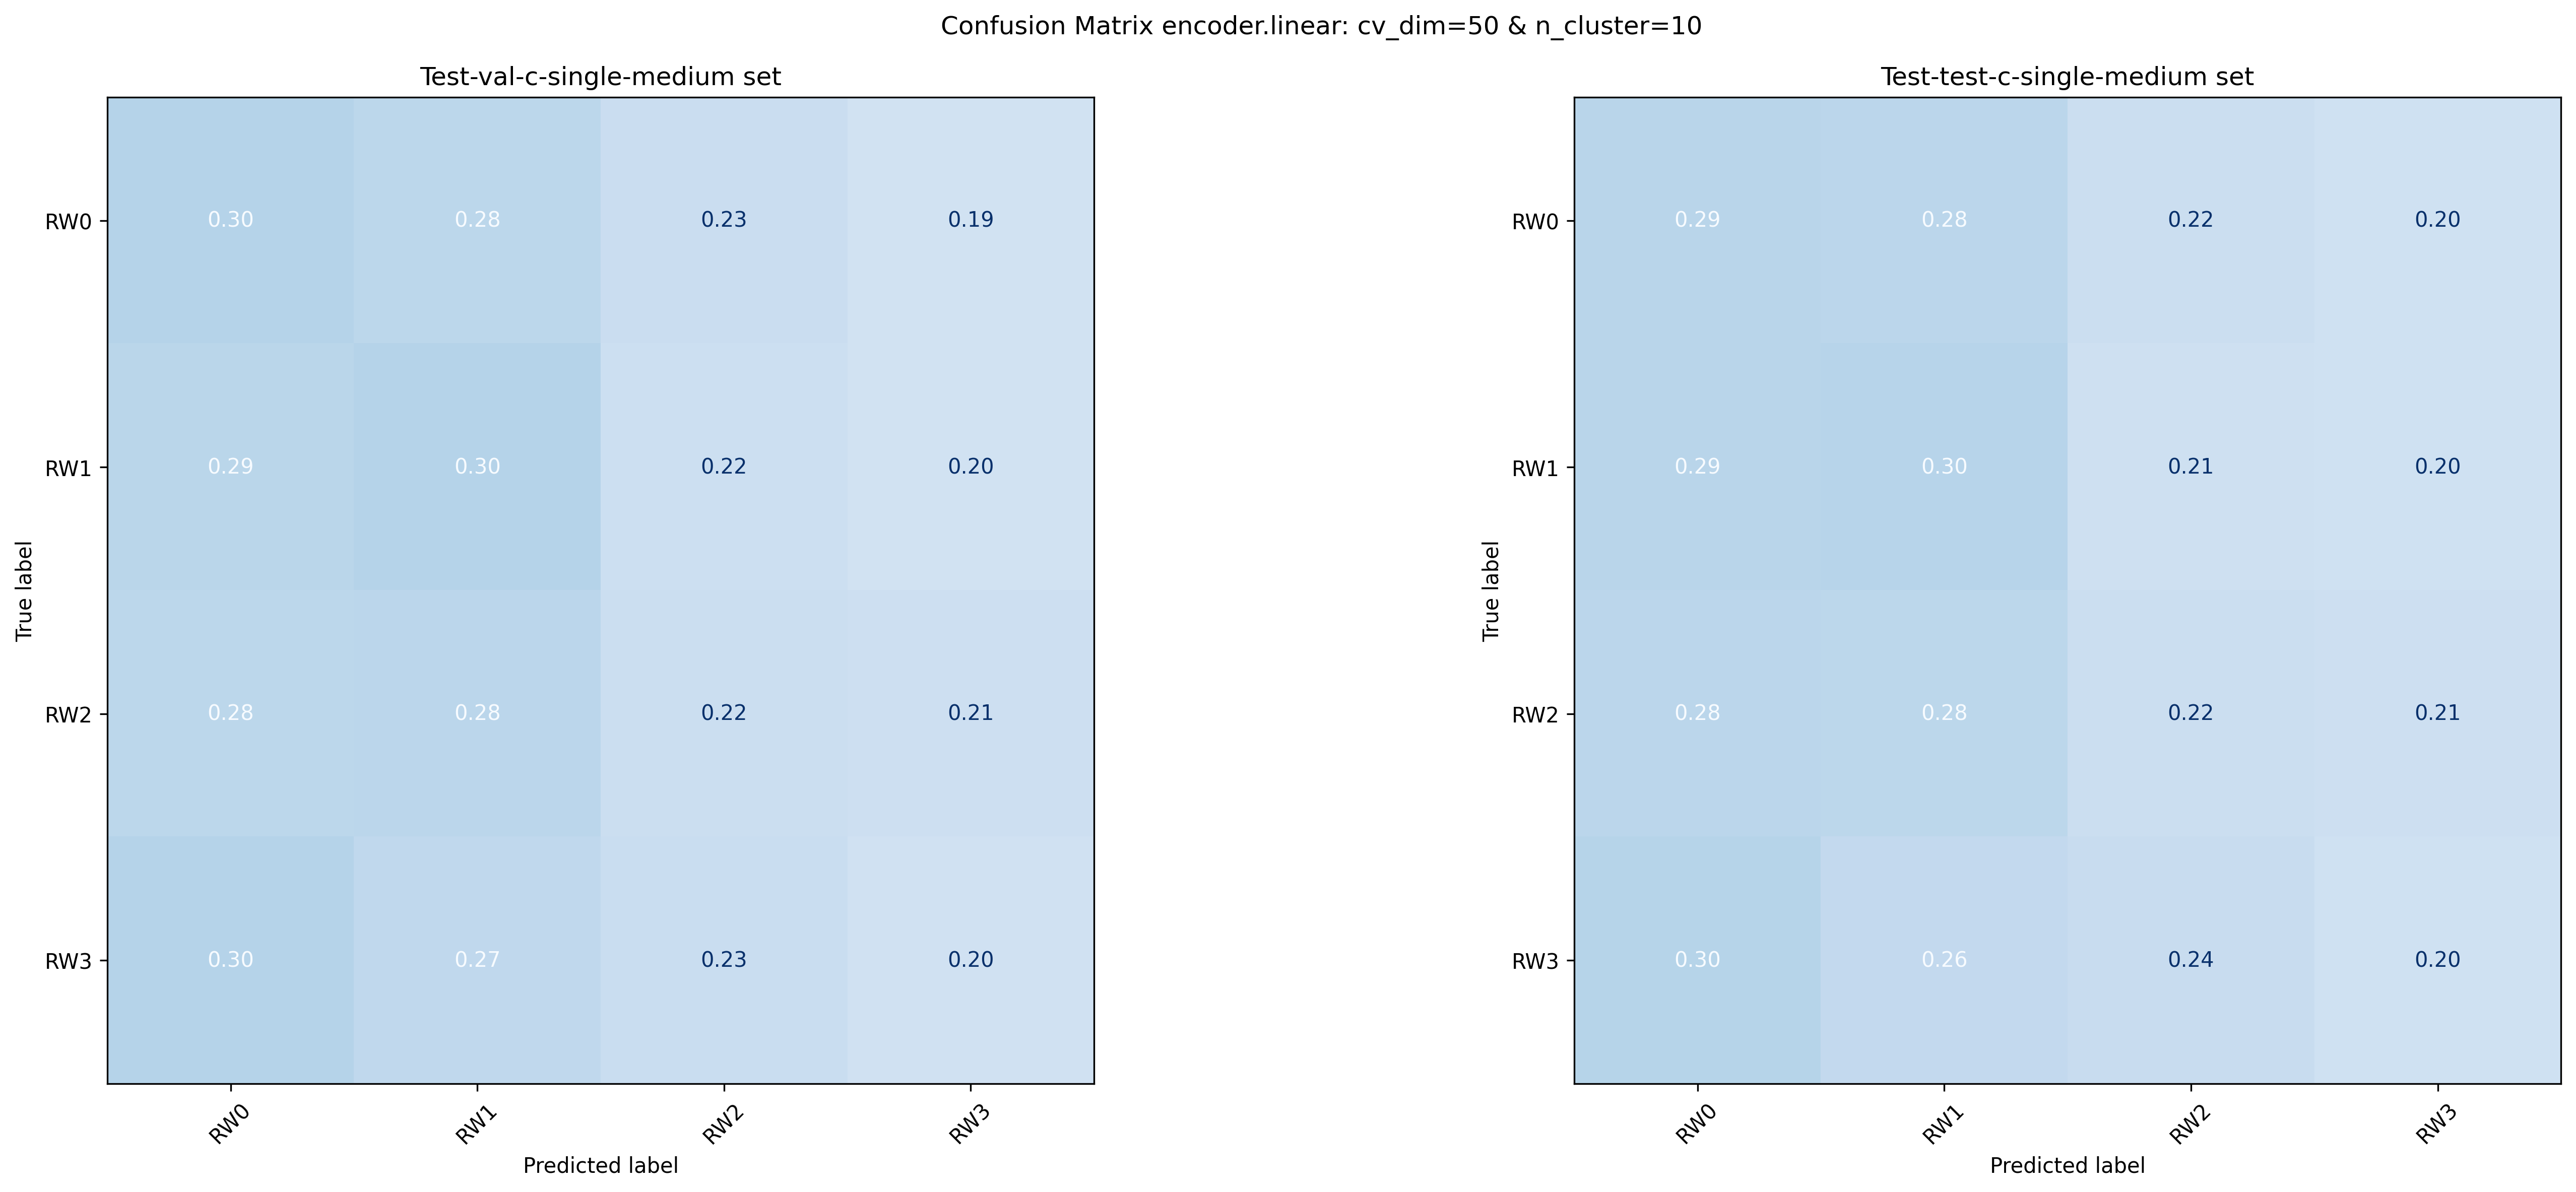 Confusion Matrix encoder.linear: cv_dim=50 & n_cluster=10
Test-val-c-single-medium set
True label
RW0 0.30 0.28 0.23 0.19
RW1 0.29 0.30 0.22 0.20
RW2 0.28 0.28 0.22 0.21
RW3 0.30 0.27 0.23 0.20
RW0 RW1 RW2 RW3
Predicted label
Test-test-c-single-medium set
True label
RW0 0.29 0.28 0.22 0.20
RW1 0.29 0.30 0.21 0.20
RW2 0.28 0.28 0.22 0.21
RW3 0.30 0.26 0.24 0.20
RW0 RW1 RW2 RW3
Predicted label